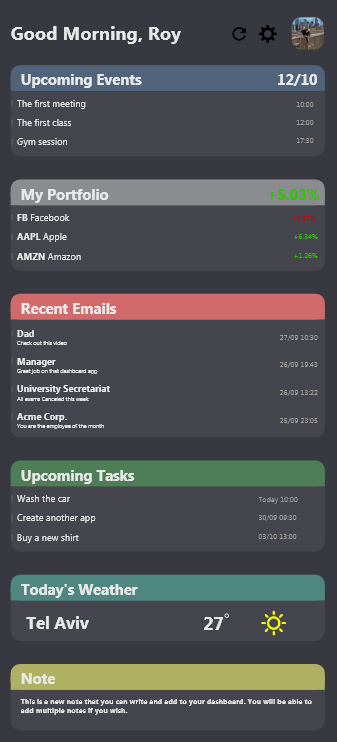 Good Morning, Roy
Upcoming Events 12/10
The first meeting 10:00
The first class 12:00
Gym session 17:30
My Portfolio +5.03%
FB Facebook
AAPL Apple +6.54%
AMZN Amazon +1.26%
Recent Emails
Dad 27/09 10:30
Check out this video
Manager 26/09 19:43
Great job on that dashboard app
University Secretariat 26/09 13:22
All exams Canceled this week
Acme Corp. 25/09 23:05
You are the employee of the month
Upcoming Tasks
Wash the car Today 10:00
Create another app 30/09 09:30
Buy a new shirt 03/10 13:00
Today's Weather
Tel Aviv 27°
Note
This is a new note that you can write and add to your dashboard. You will be able to
add multiple notes if you wish.